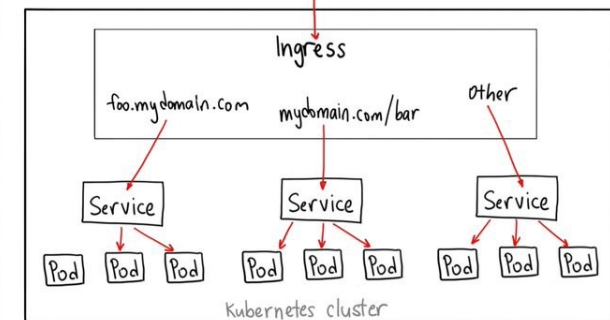 Ingress
foo.mydomain.com mydomain.com/bar other
Service Service Service
Pod Pod Pod Pod Pod Pod Pod Pod Pod
Kubernetes cluster